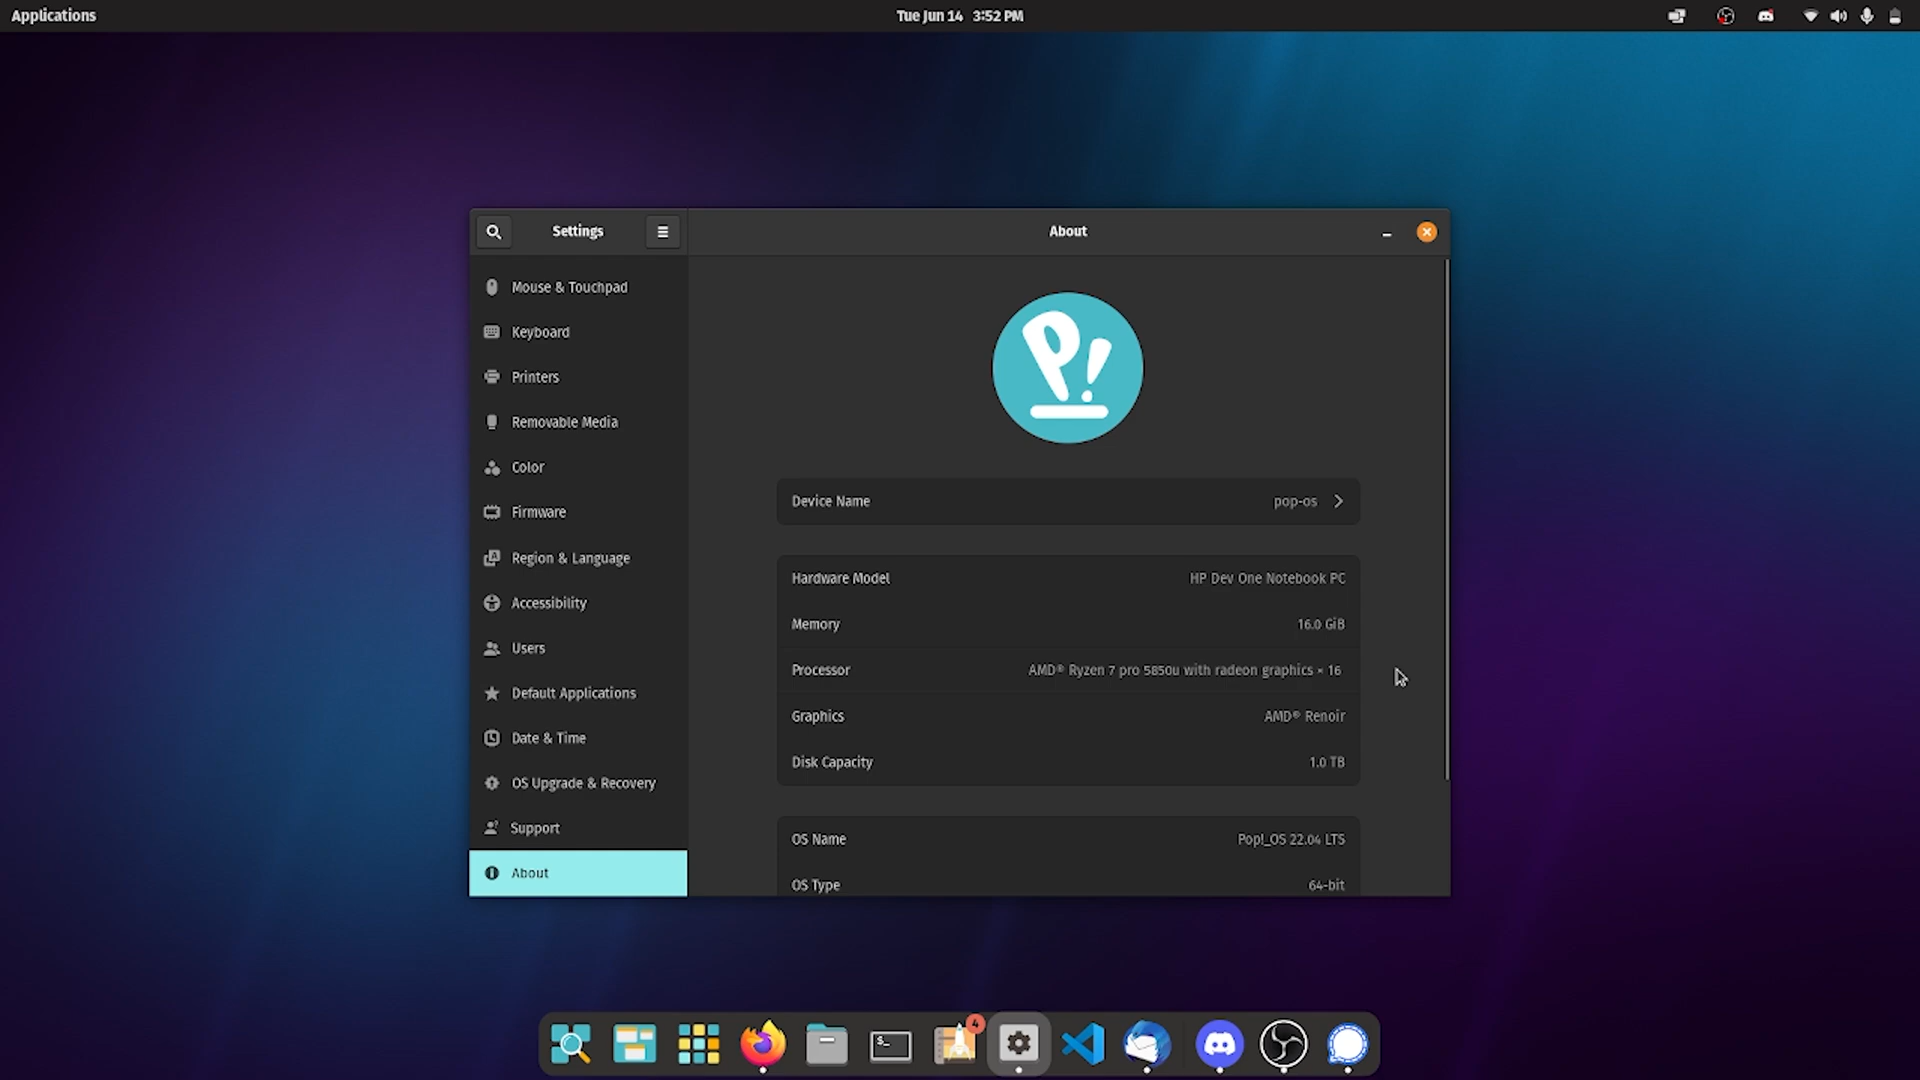 Applications
Tue Jun 14 3:52 PM
Settings
About
Mouse & Touchpad
Keyboard
Printers
Removable Media
Color
Firmware
Region & Language
Accessibility
Users
Default Applications
Date & Time
OS Upgrade & Recovery
Support
About
P!
Device Name pop-os
Hardware Model HP Dev One Notebook PC
Memory 16.0 GiB
Processor AMD® Ryzen 7 pro 5850u with radeon graphics × 16
Graphics AMD® Renoir
Disk Capacity 1.0 TB
OS Name Pop!_OS 22.04 LTS
OS Type 64-bit
$_
4